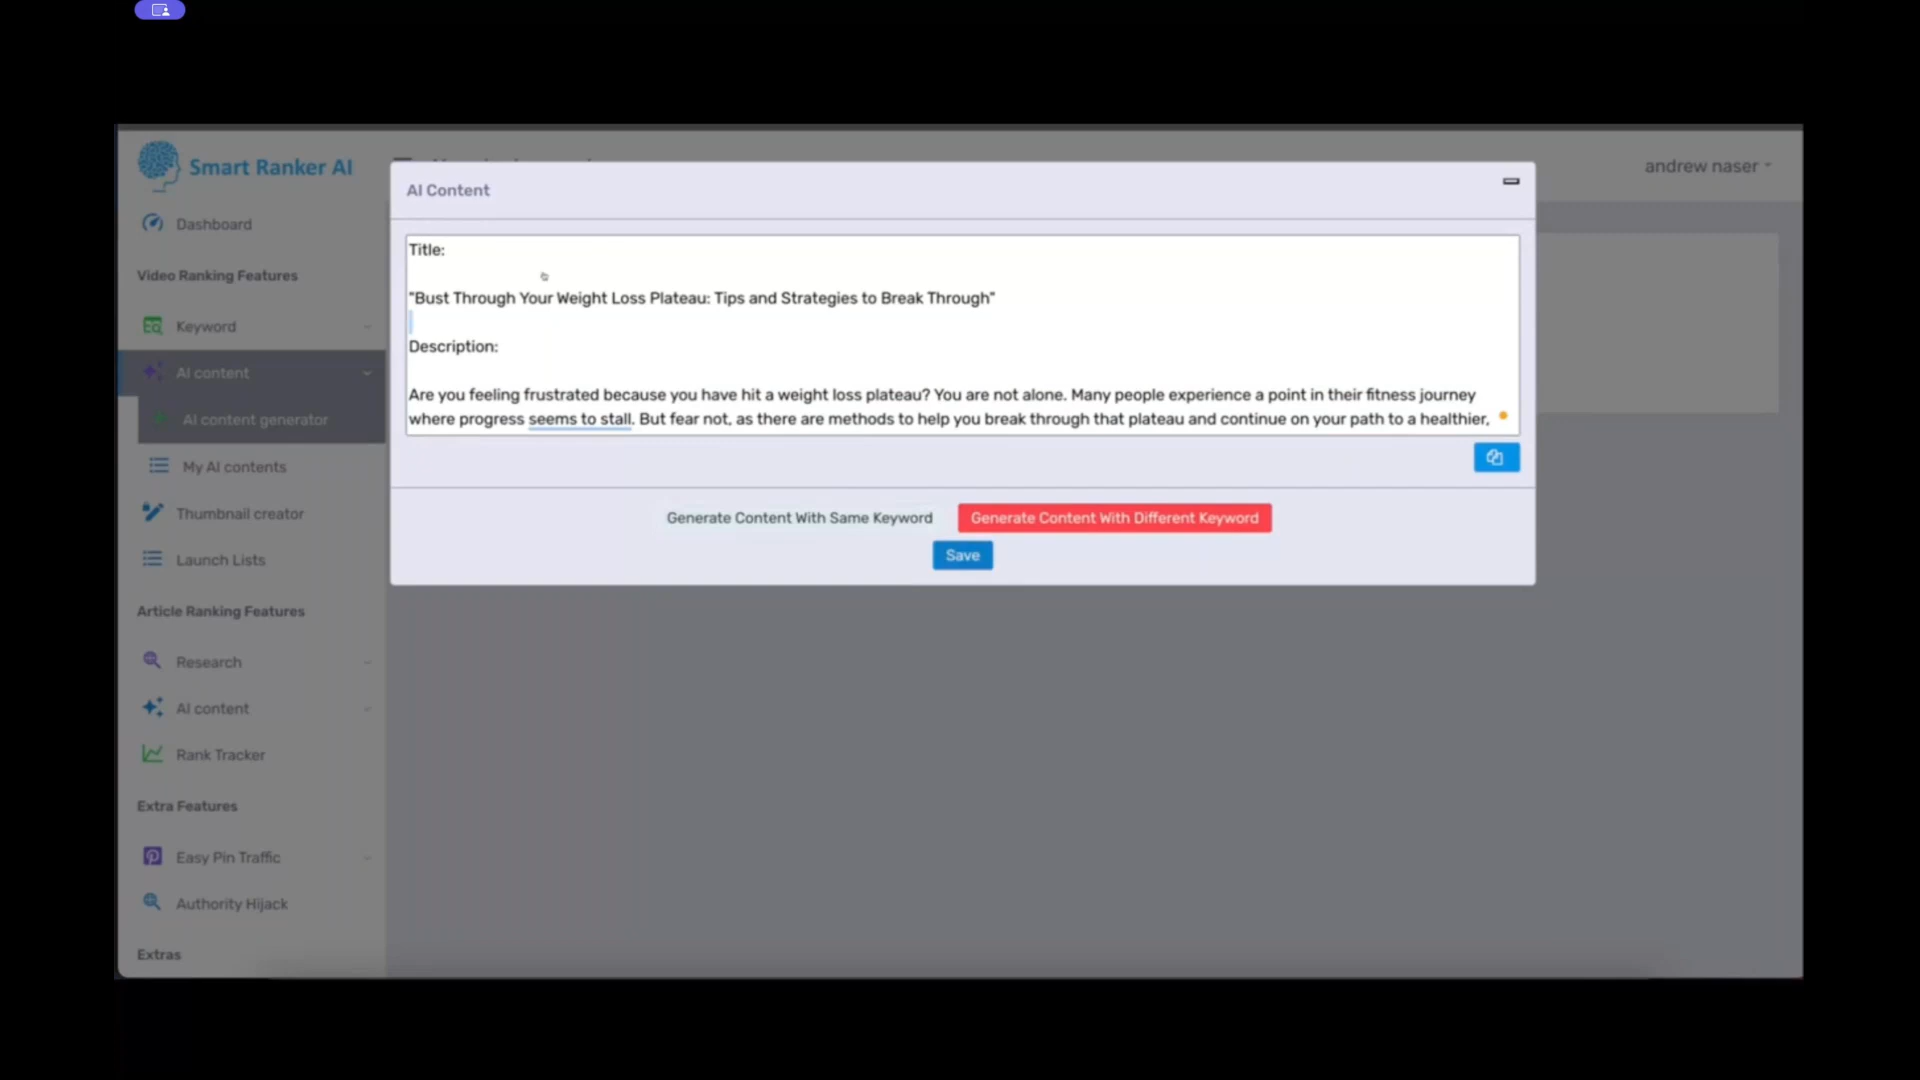 Smart Ranker AI
andrew naser
Dashboard
Video Ranking Features
Keyword
AI content
AI content generator
My AI contents
Thumbnail creator
Launch Lists
Article Ranking Features
Research
AI content
Rank Tracker
Extra Features
Easy Pin Traffic
Authority Hijack
Extras
AI Content
Title:
"Bust Through Your Weight Loss Plateau: Tips and Strategies to Break Through"
Description:
Are you feeling frustrated because you have hit a weight loss plateau? You are not alone. Many people experience a point in their fitness journey
where progress seems to stall. But fear not, as there are methods to help you break through that plateau and continue on your path to a healthier,
Generate Content With Same Keyword
Generate Content With Different Keyword
Save